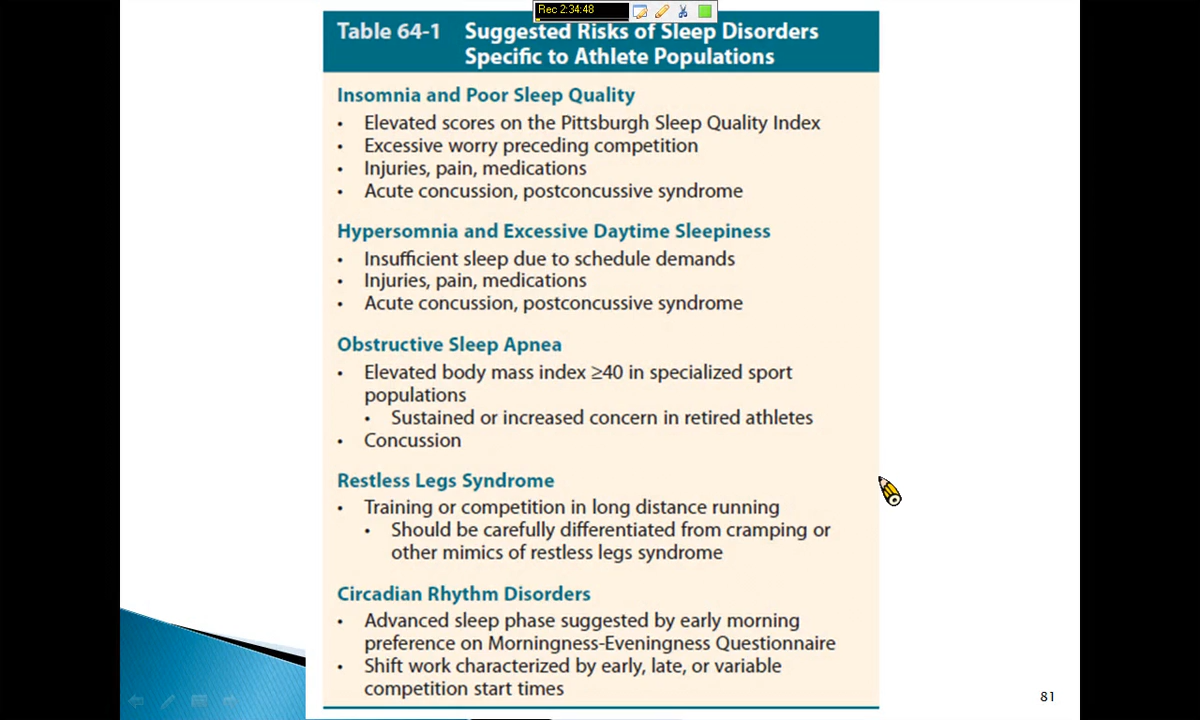 Rec 2:34:48
Table 64-1 Suggested Risks of Sleep Disorders
Specific to Athlete Populations
Insomnia and Poor Sleep Quality
• Elevated scores on the Pittsburgh Sleep Quality Index
• Excessive worry preceding competition
• Injuries, pain, medications
• Acute concussion, postconcussive syndrome
Hypersomnia and Excessive Daytime Sleepiness
• Insufficient sleep due to schedule demands
• Injuries, pain, medications
• Acute concussion, postconcussive syndrome
Obstructive Sleep Apnea
• Elevated body mass index ≥40 in specialized sport
populations
• Sustained or increased concern in retired athletes
• Concussion
Restless Legs Syndrome
• Training or competition in long distance running
• Should be carefully differentiated from cramping or
other mimics of restless legs syndrome
Circadian Rhythm Disorders
• Advanced sleep phase suggested by early morning
preference on Morningness-Eveningness Questionnaire
• Shift work characterized by early, late, or variable
competition start times
81